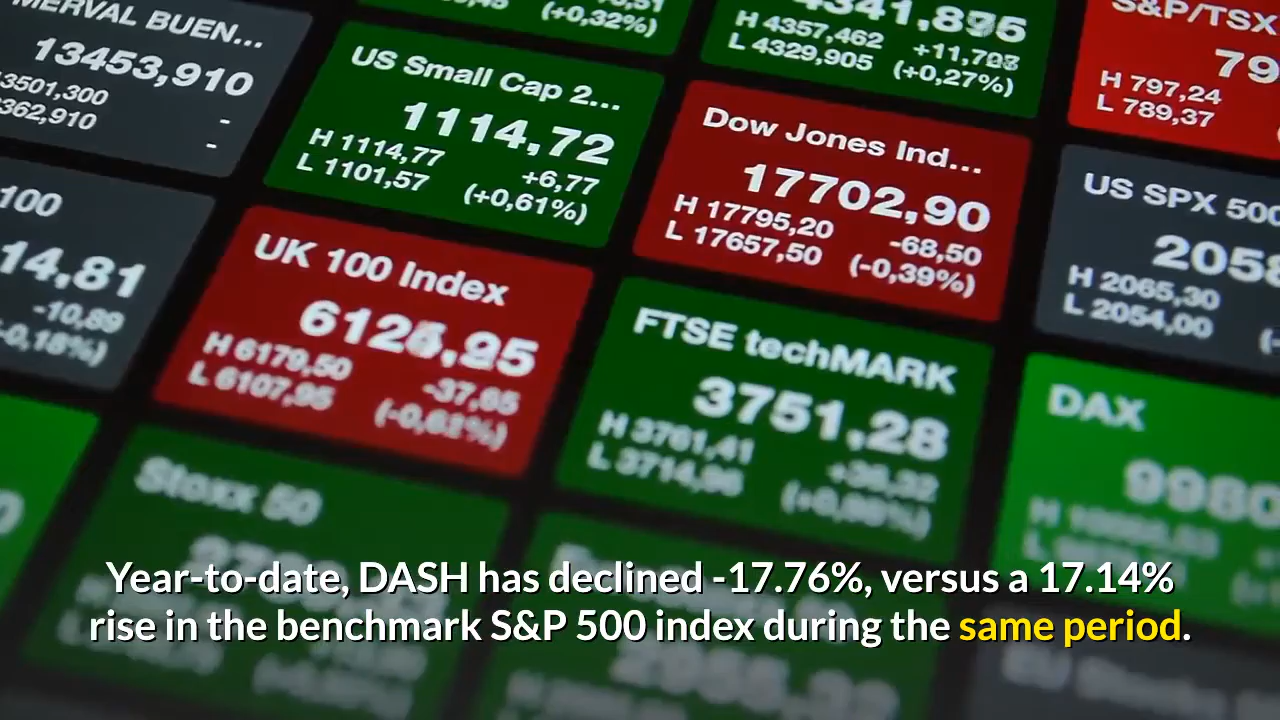 MERVAL BUEN...
13453,910
3501,300
362,910
-
-
(+0,32%)
H 4357,462
L 4329,905
+11,798
(+0,27%)
S&P/TSX
79
H 797,24
L 789,37
US Small Cap 2...
1114,72
H 1114,77
L 1101,57
+6,77
(+0,61%)
Dow Jones Ind...
17702,90
H 17795,20
L 17657,50
-68,50
(-0,39%)
US SPX 500
2058
H 2065,30
L 2054,00
100
14,81
-10,89
-0,18%)
UK 100 Index
H 6179,50
L 6107,95
-37,65
FTSE techMARK
3751,28
H 3761,41
L 3714,96
DAX
9980
Stoxx 50
Year-to-date, DASH has declined -17.76%, versus a 17.14%
rise in the benchmark S&P 500 index during the same period.